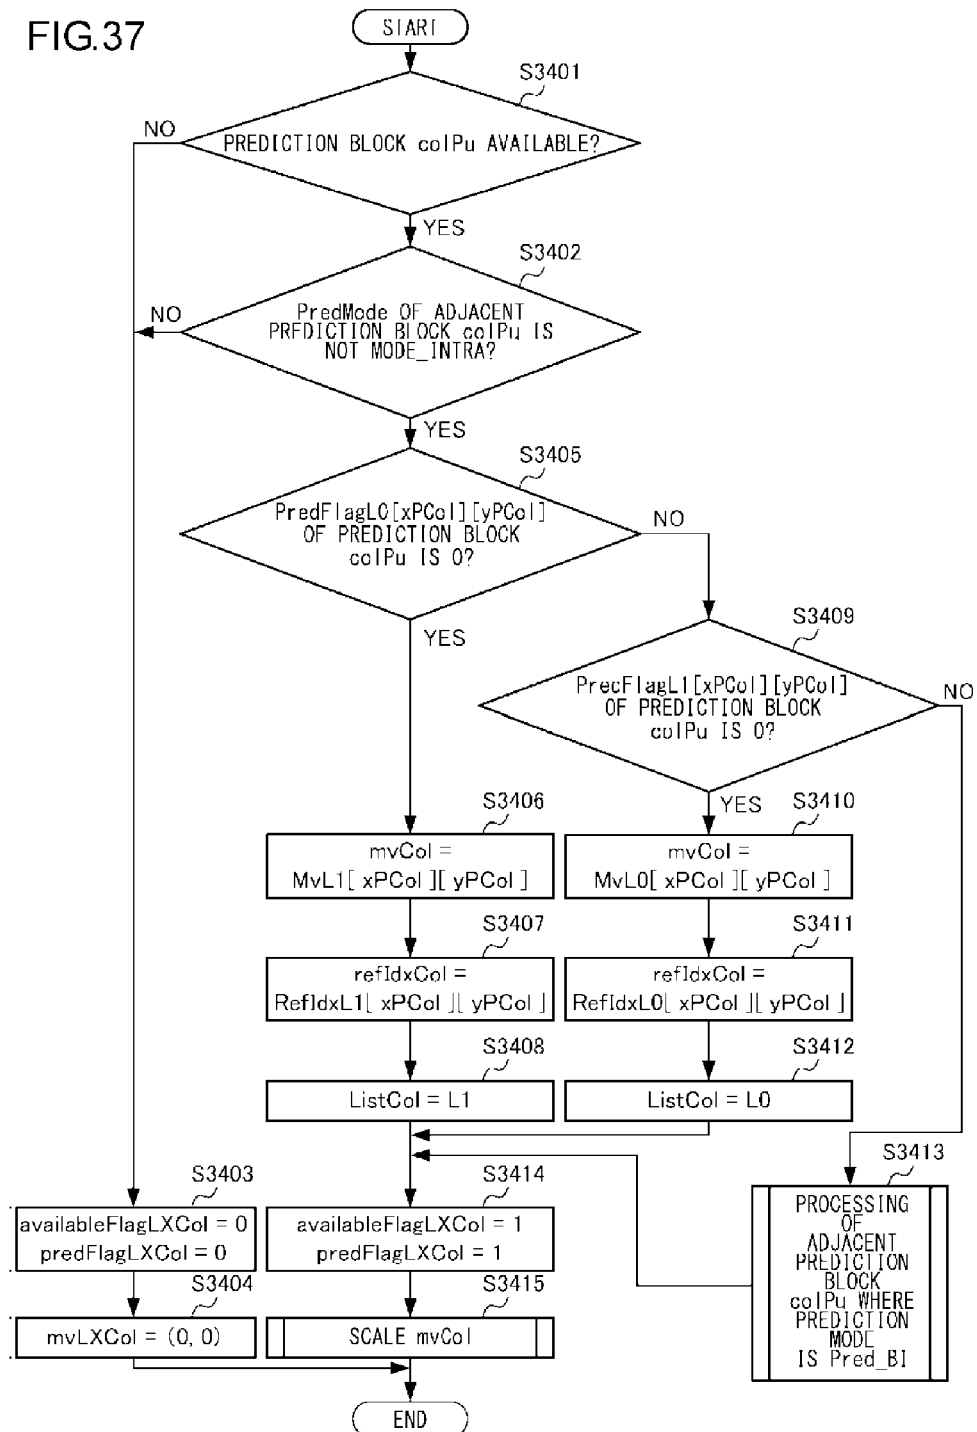 FIG.37
START
S3401
NO
PREDICTION BLOCK colPu AVAILABLE?
YES
S3402
NO
PredMode OF ADJACENT
PREDICTION BLOCK colPu IS
NOT MODE_INTRA?
YES
S3405
PredFlagL0[xPCol][yPCol]
OF PREDICTION BLOCK
colPu IS 0?
NO
YES
S3409
PredFlagL1[xPCol][yPCol]
OF PREDICTION BLOCK
colPu IS 0?
NO
YES
S3406
mvCol =
MvL1[ xPCol ][ yPCol ]
S3410
mvCol =
MvL0[ xPCol ][ yPCol ]
S3407
refIdxCol =
RefIdxL1[ xPCol ][ yPCol ]
S3411
refIdxCol =
RefIdxL0[ xPCol ][ yPCol ]
S3408
ListCol = L1
S3412
ListCol = L0
S3403
availableFlagLXCol = 0
predFlagLXCol = 0
S3414
availableFlagLXCol = 1
predFlagLXCol = 1
S3413
PROCESSING
OF
ADJACENT
PREDICTION
BLOCK
colPu WHERE
PREDICTION
MODE
IS Pred_BI
S3404
mvLXCol = (0, 0)
S3415
SCALE mvCol
END